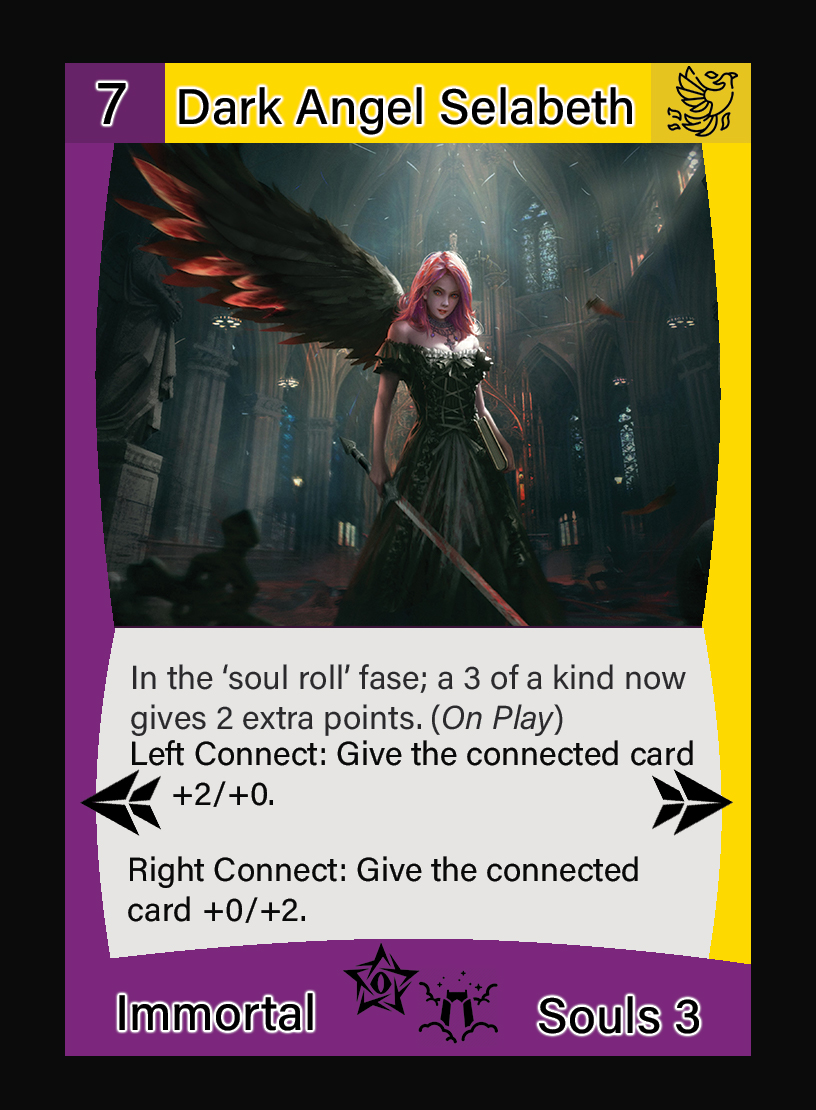 7
Dark Angel Selabeth
In the ‘soul roll’ fase; a 3 of a kind now
gives 2 extra points. (On Play)
Left Connect: Give the connected card
+2/+0.
Right Connect: Give the connected
card +0/+2.
Immortal
Souls 3